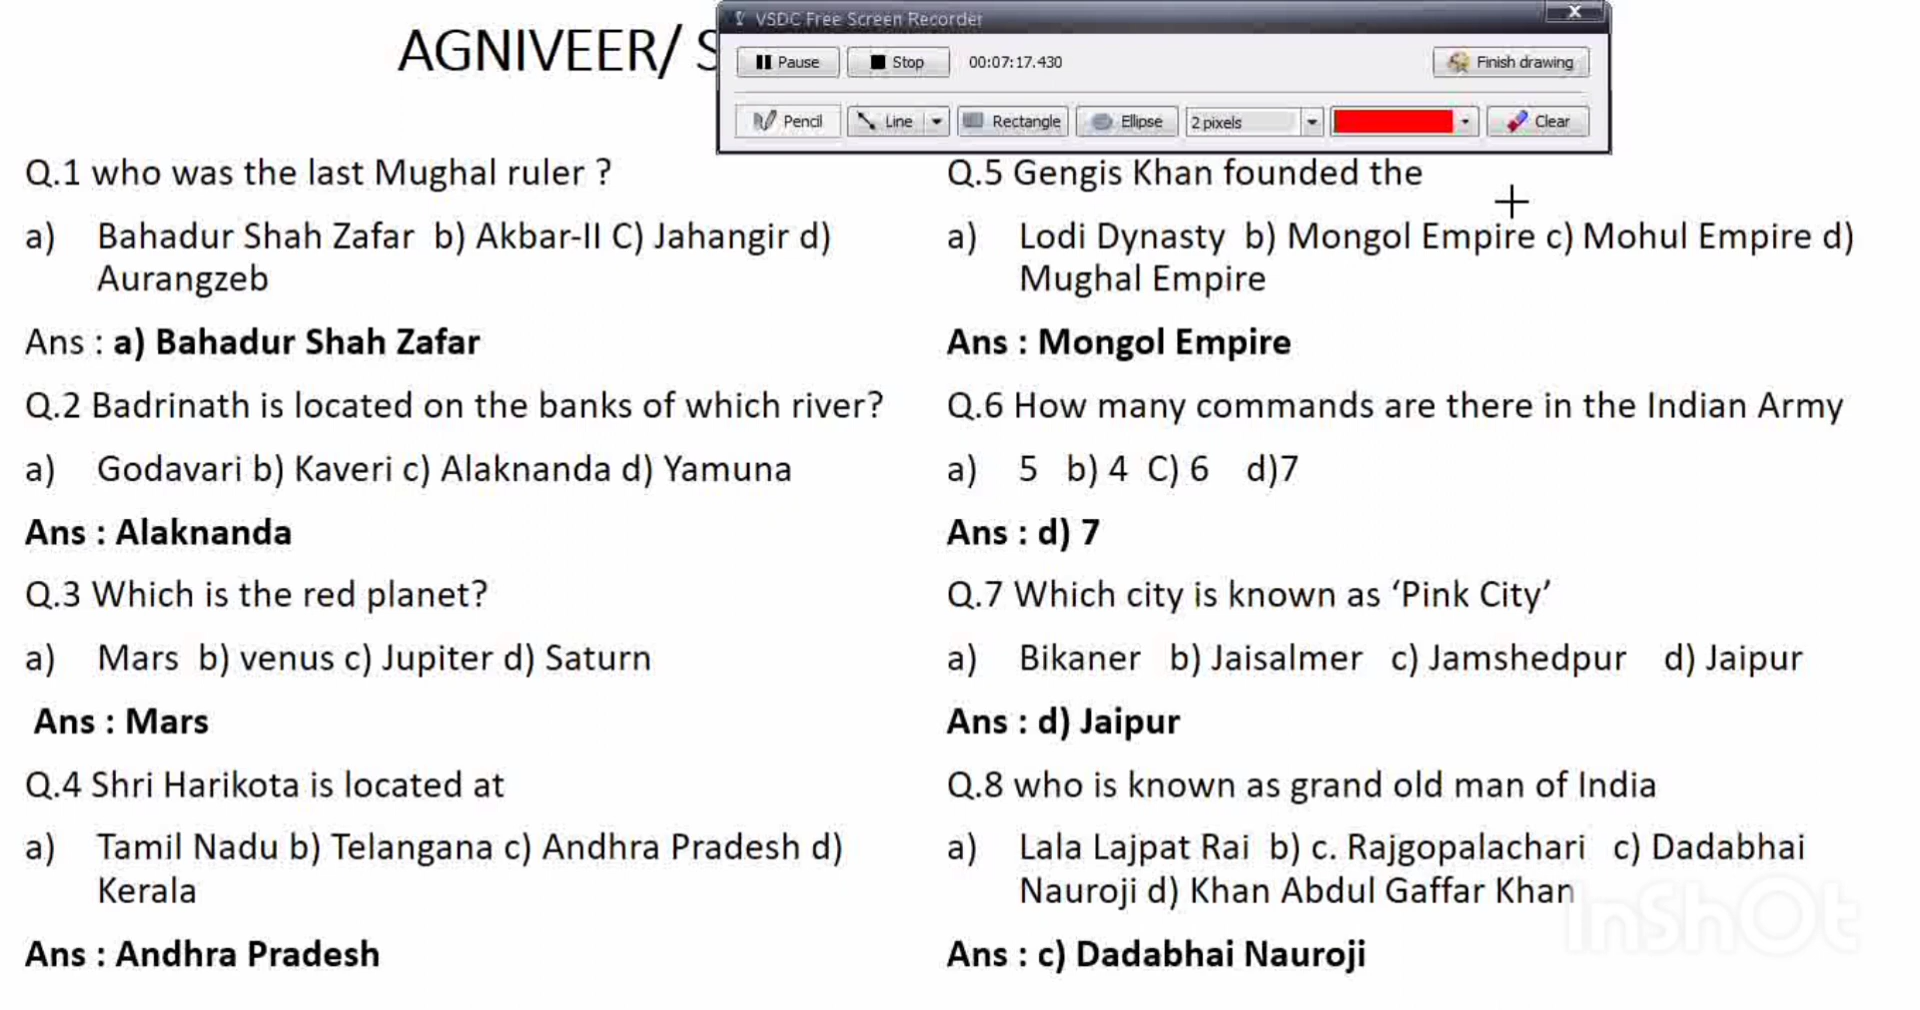 AGNIVEER/ S
VSDC Free Screen Recorder
Pause Stop 00:07:17.430 Finish drawing
Pencil Line Rectangle Ellipse 2 pixels Clear
Q.1 who was the last Mughal ruler ?
a) Bahadur Shah Zafar b) Akbar-II C) Jahangir d)
Aurangzeb
Ans : a) Bahadur Shah Zafar
Q.2 Badrinath is located on the banks of which river?
a) Godavari b) Kaveri c) Alaknanda d) Yamuna
Ans : Alaknanda
Q.3 Which is the red planet?
a) Mars b) venus c) Jupiter d) Saturn
Ans : Mars
Q.4 Shri Harikota is located at
a) Tamil Nadu b) Telangana c) Andhra Pradesh d)
Kerala
Ans : Andhra Pradesh
Q.5 Gengis Khan founded the
a) Lodi Dynasty b) Mongol Empire c) Mohul Empire d)
Mughal Empire
Ans : Mongol Empire
Q.6 How many commands are there in the Indian Army
a) 5 b) 4 C) 6 d)7
Ans : d) 7
Q.7 Which city is known as ‘Pink City’
a) Bikaner b) Jaisalmer c) Jamshedpur d) Jaipur
Ans : d) Jaipur
Q.8 who is known as grand old man of India
a) Lala Lajpat Rai b) c. Rajgopalachari c) Dadabhai
Nauroji d) Khan Abdul Gaffar Khan
Ans : c) Dadabhai Nauroji
InShOt